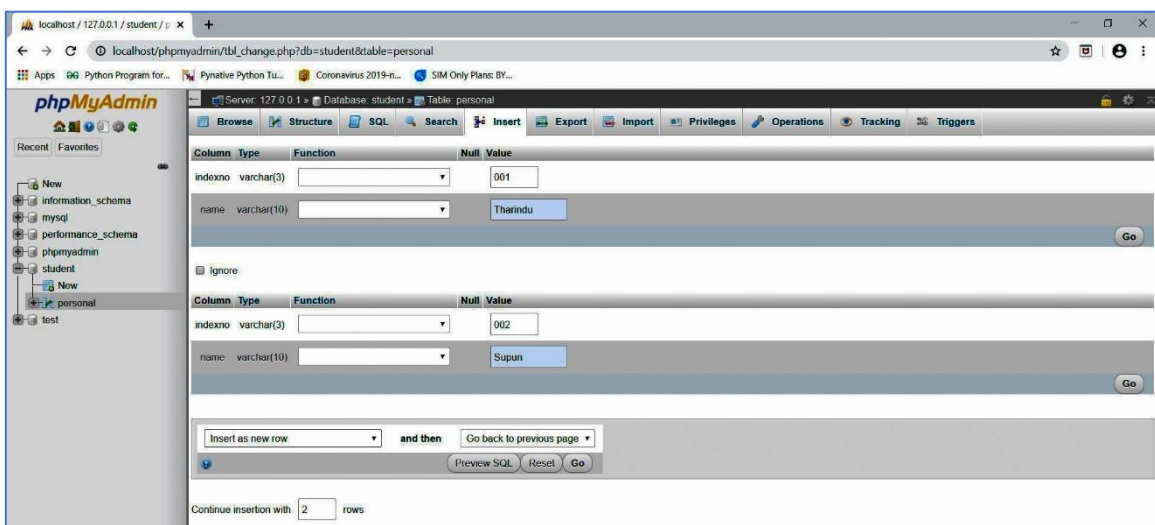 localhost / 127.0.0.1 / student / p
localhost/phpmyadmin/tbl_change.php?db=student&table=personal
Apps Python Program for... Pynative Python Tu... Coronavirus 2019-n... SIM Only Plans: BY...
phpMyAdmin
Recent Favorites
New
information_schema
mysql
performance_schema
phpmyadmin
student
New
personal
test
Server: 127.0.0.1 » Database: student » Table: personal
Browse Structure SQL Search Insert Export Import Privileges Operations Tracking Triggers
Column Type Function Null Value
indexno varchar(3) 001
name varchar(10) Tharindu
Go
Ignore
Column Type Function Null Value
indexno varchar(3) 002
name varchar(10) Supun
Go
Insert as new row and then Go back to previous page
Preview SQL Reset Go
Continue insertion with 2 rows